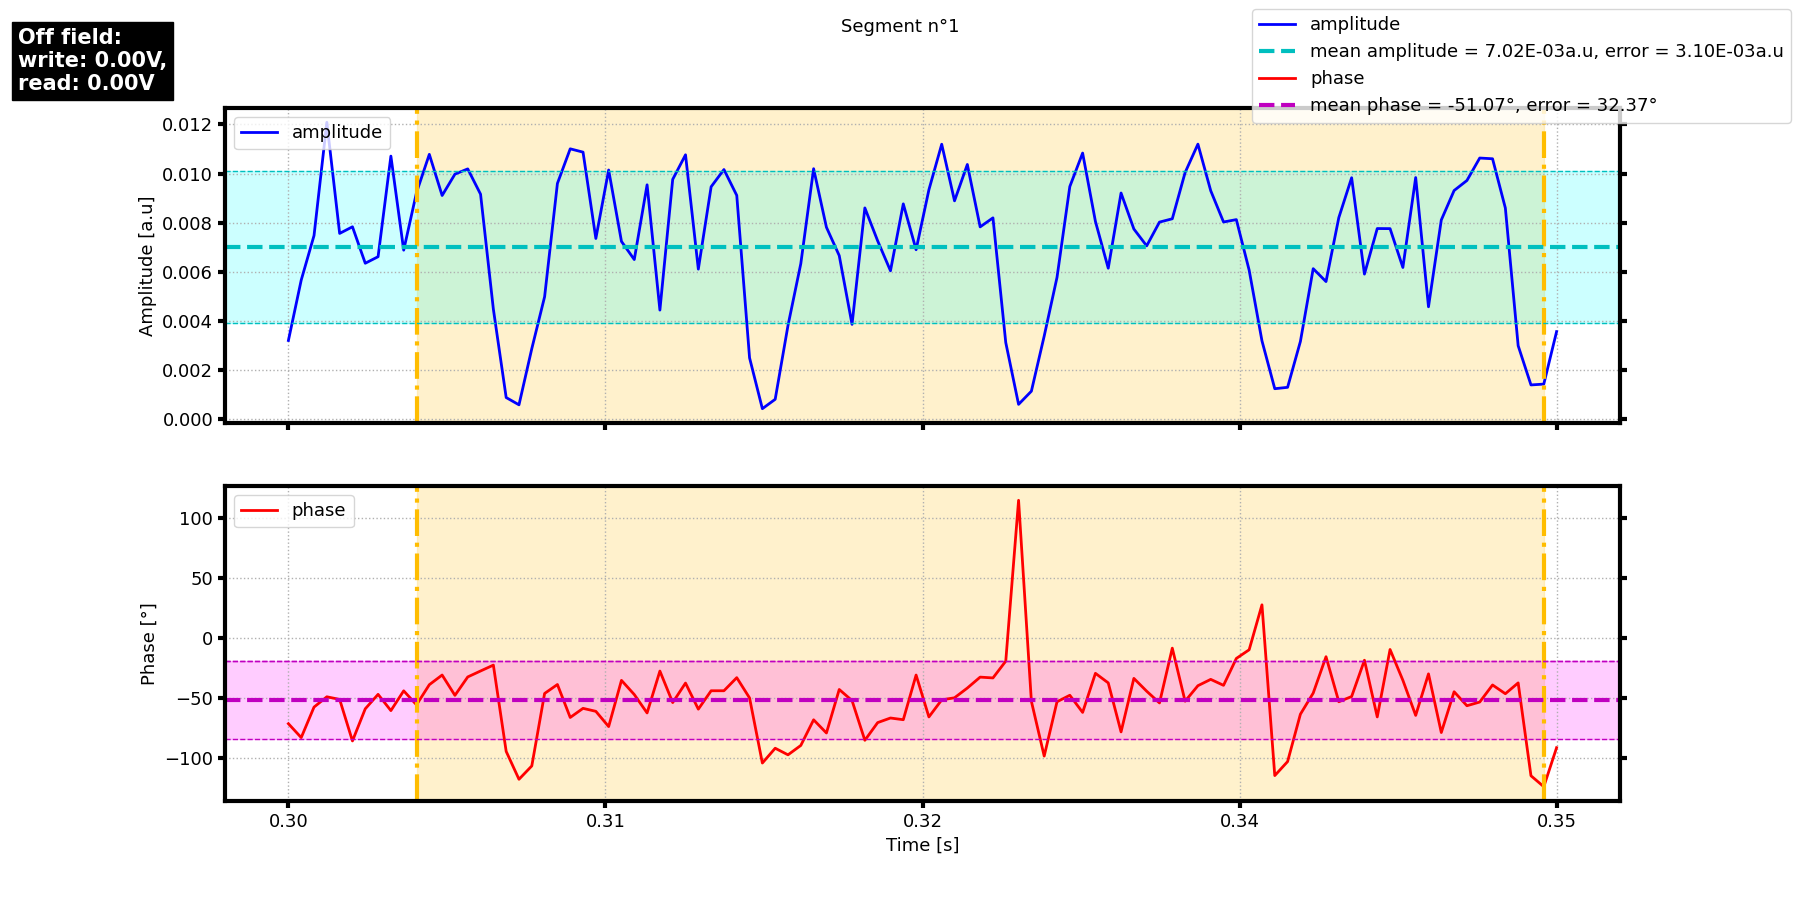 Segment n°1
Off field:
write: 0.00V,
read: 0.00V
amplitude
mean amplitude = 7.02E-03a.u, error = 3.10E-03a.u
phase
mean phase = -51.07°, error = 32.37°
amplitude
0.012
0.010
0.008
0.006
0.004
0.002
0.000
Amplitude [a.u]
phase
100
50
0
−50
−100
Phase [°]
0.30 0.31 0.32 0.34 0.35
Time [s]